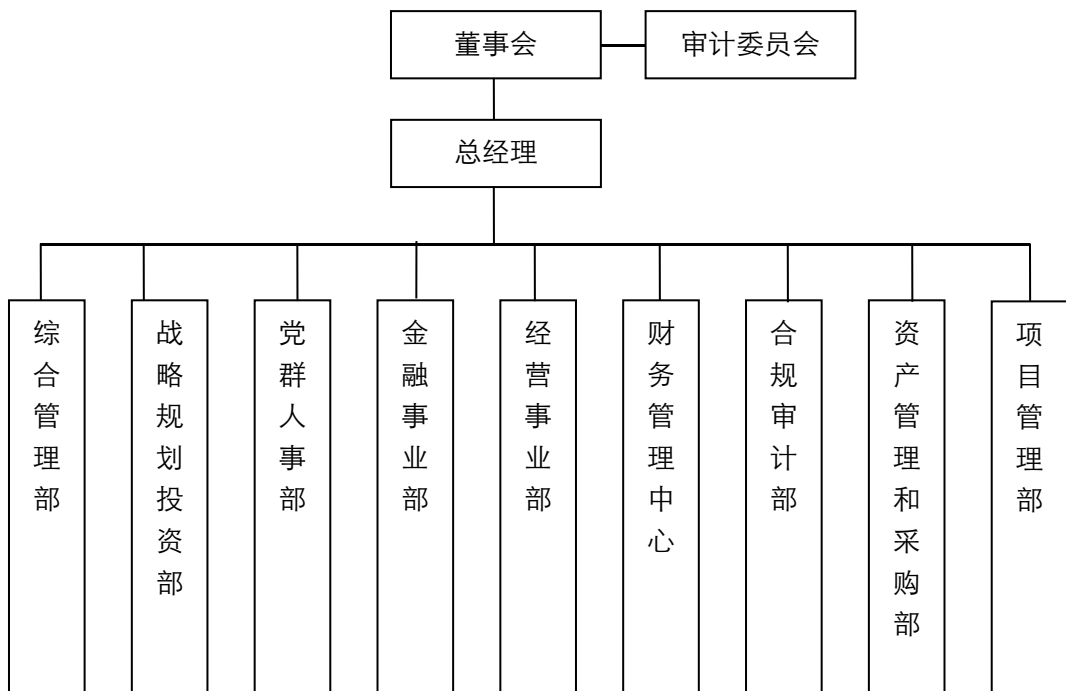 董事会
审计委员会
总经理
综合管理部
战略规划投资部
党群人事部
金融事业部
经营事业部
财务管理中心
合规审计部
资产管理和采购部
项目管理部